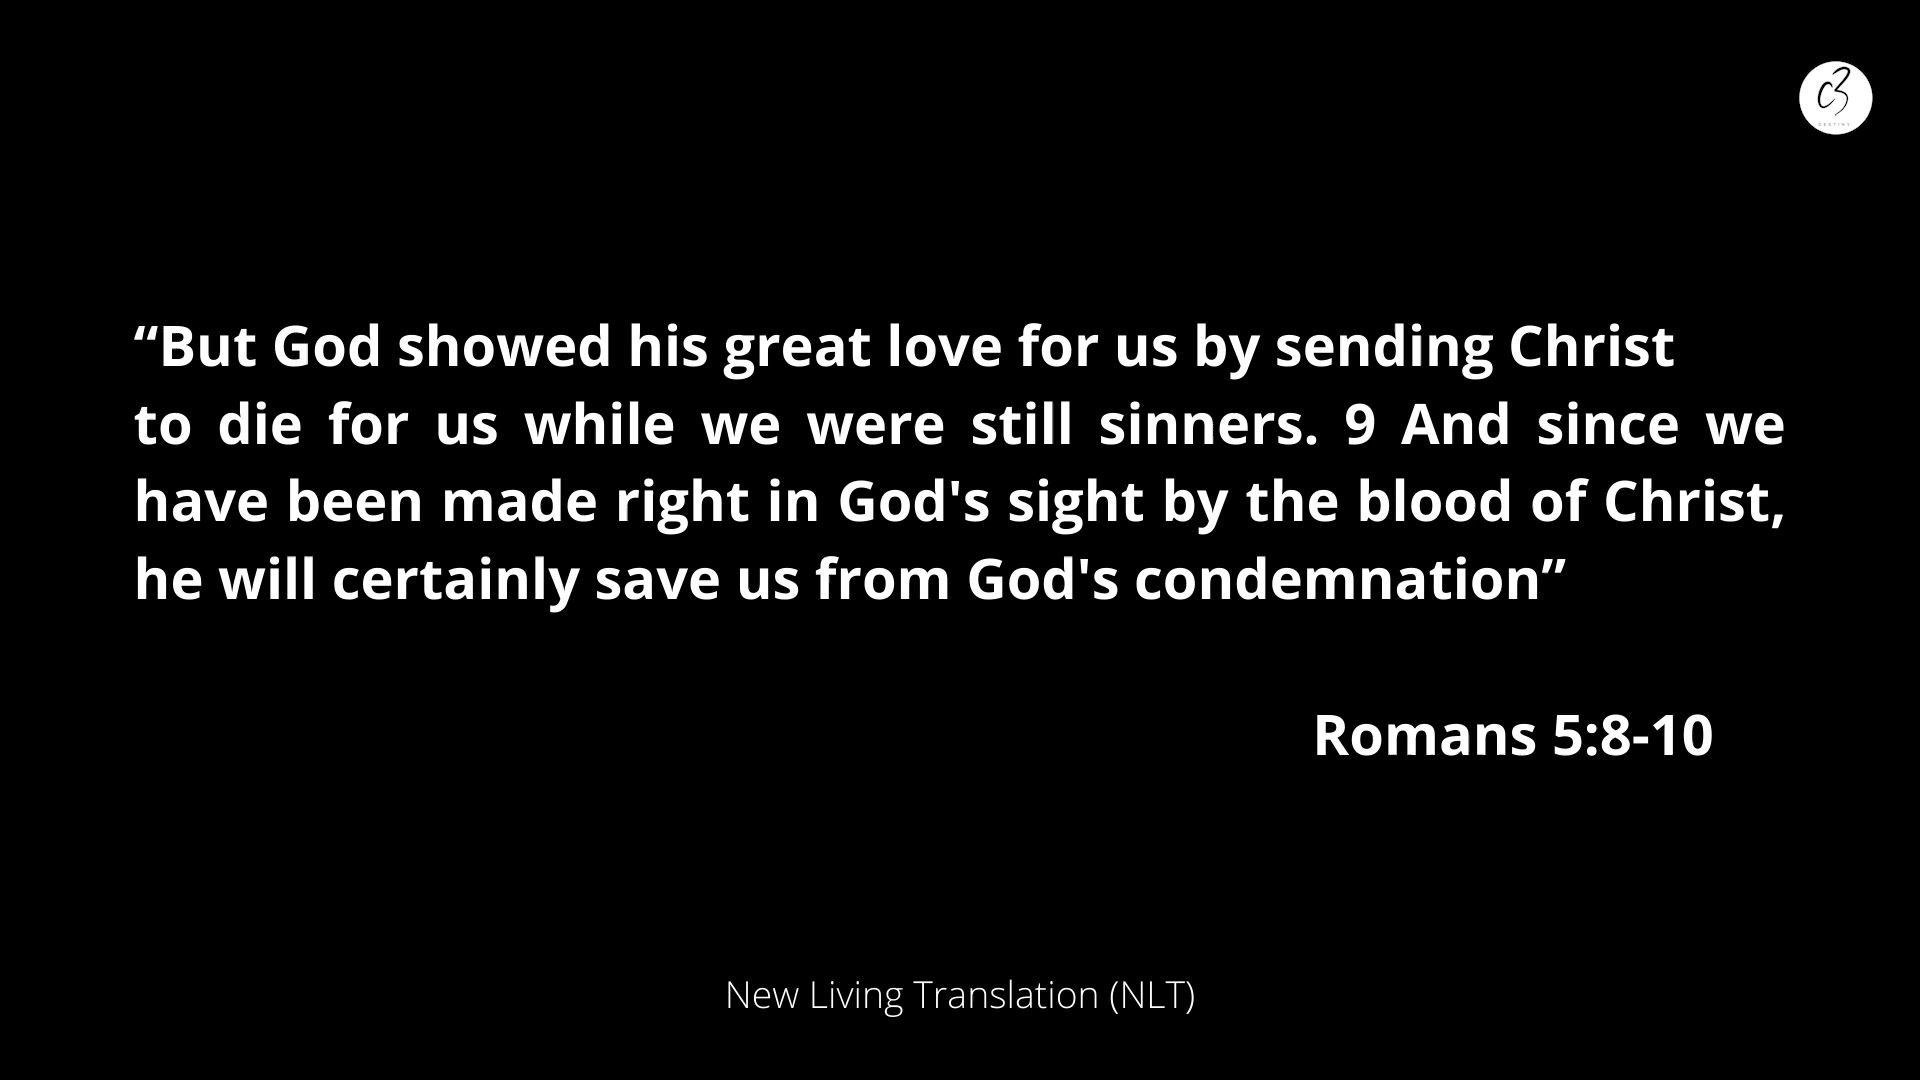 C3
DESTINY
“But God showed his great love for us by sending Christ
to die for us while we were still sinners. 9 And since we
have been made right in God's sight by the blood of Christ,
he will certainly save us from God's condemnation”
Romans 5:8-10
New Living Translation (NLT)